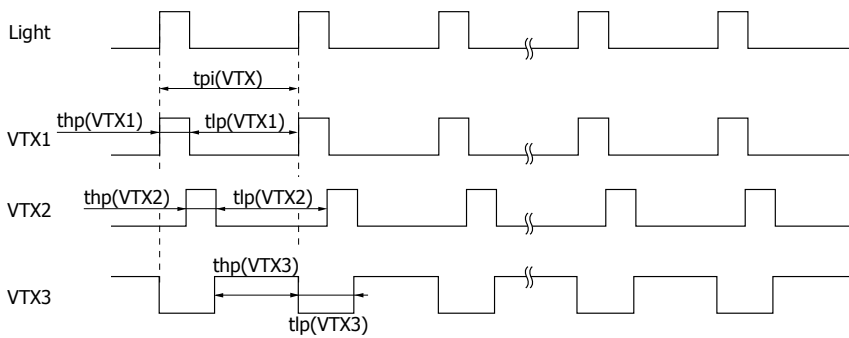 Light
tpi(VTX)
thp(VTX1) tlp(VTX1)
VTX1
thp(VTX2) tlp(VTX2)
VTX2
thp(VTX3)
VTX3
tlp(VTX3)